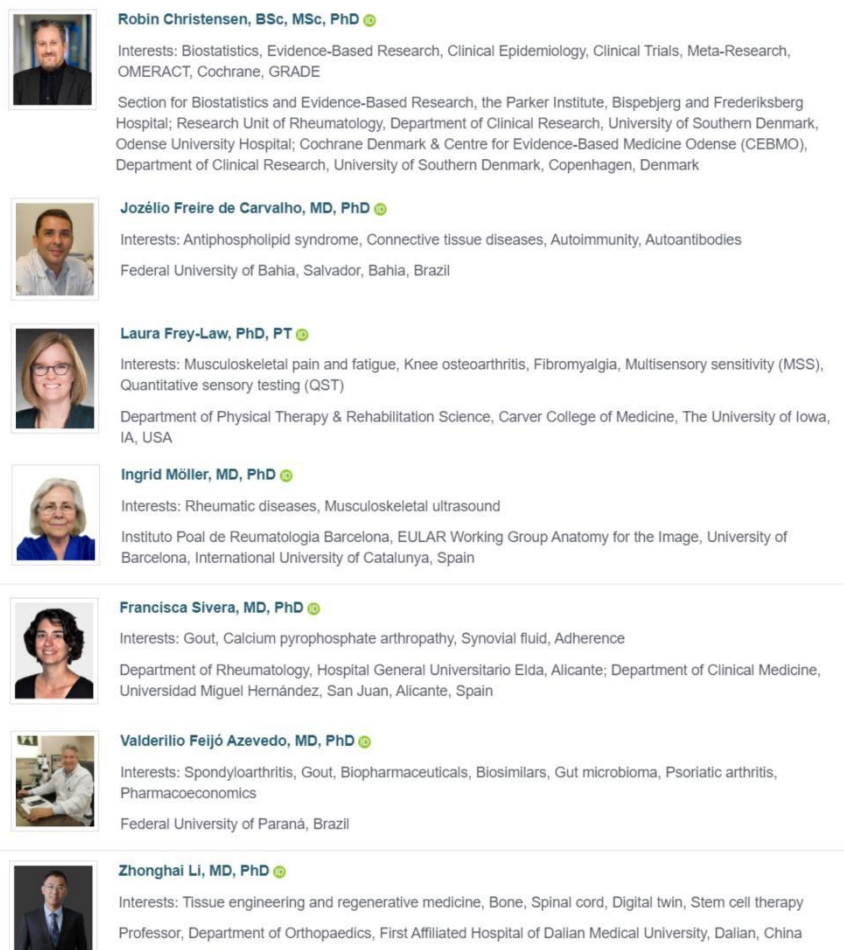 Robin Christensen, BSc, MSc, PhD iD
Interests: Biostatistics, Evidence-Based Research, Clinical Epidemiology, Clinical Trials, Meta-Research,
OMERACT, Cochrane, GRADE
Section for Biostatistics and Evidence-Based Research, the Parker Institute, Bispebjerg and Frederiksberg
Hospital; Research Unit of Rheumatology, Department of Clinical Research, University of Southern Denmark,
Odense University Hospital; Cochrane Denmark & Centre for Evidence-Based Medicine Odense (CEBMO),
Department of Clinical Research, University of Southern Denmark, Copenhagen, Denmark
Jozélio Freire de Carvalho, MD, PhD iD
Interests: Antiphospholipid syndrome, Connective tissue diseases, Autoimmunity, Autoantibodies
Federal University of Bahia, Salvador, Bahia, Brazil
Laura Frey-Law, PhD, PT iD
Interests: Musculoskeletal pain and fatigue, Knee osteoarthritis, Fibromyalgia, Multisensory sensitivity (MSS),
Quantitative sensory testing (QST)
Department of Physical Therapy & Rehabilitation Science, Carver College of Medicine, The University of Iowa,
IA, USA
Ingrid Möller, MD, PhD iD
Interests: Rheumatic diseases, Musculoskeletal ultrasound
Instituto Poal de Reumatologia Barcelona, EULAR Working Group Anatomy for the Image, University of
Barcelona, International University of Catalunya, Spain
Francisca Sivera, MD, PhD iD
Interests: Gout, Calcium pyrophosphate arthropathy, Synovial fluid, Adherence
Department of Rheumatology, Hospital General Universitario Elda, Alicante; Department of Clinical Medicine,
Universidad Miguel Hernández, San Juan, Alicante, Spain
Valderilio Feijó Azevedo, MD, PhD iD
Interests: Spondyloarthritis, Gout, Biopharmaceuticals, Biosimilars, Gut microbioma, Psoriatic arthritis,
Pharmacoeconomics
Federal University of Paraná, Brazil
Zhonghai Li, MD, PhD iD
Interests: Tissue engineering and regenerative medicine, Bone, Spinal cord, Digital twin, Stem cell therapy
Professor, Department of Orthopaedics, First Affiliated Hospital of Dalian Medical University, Dalian, China